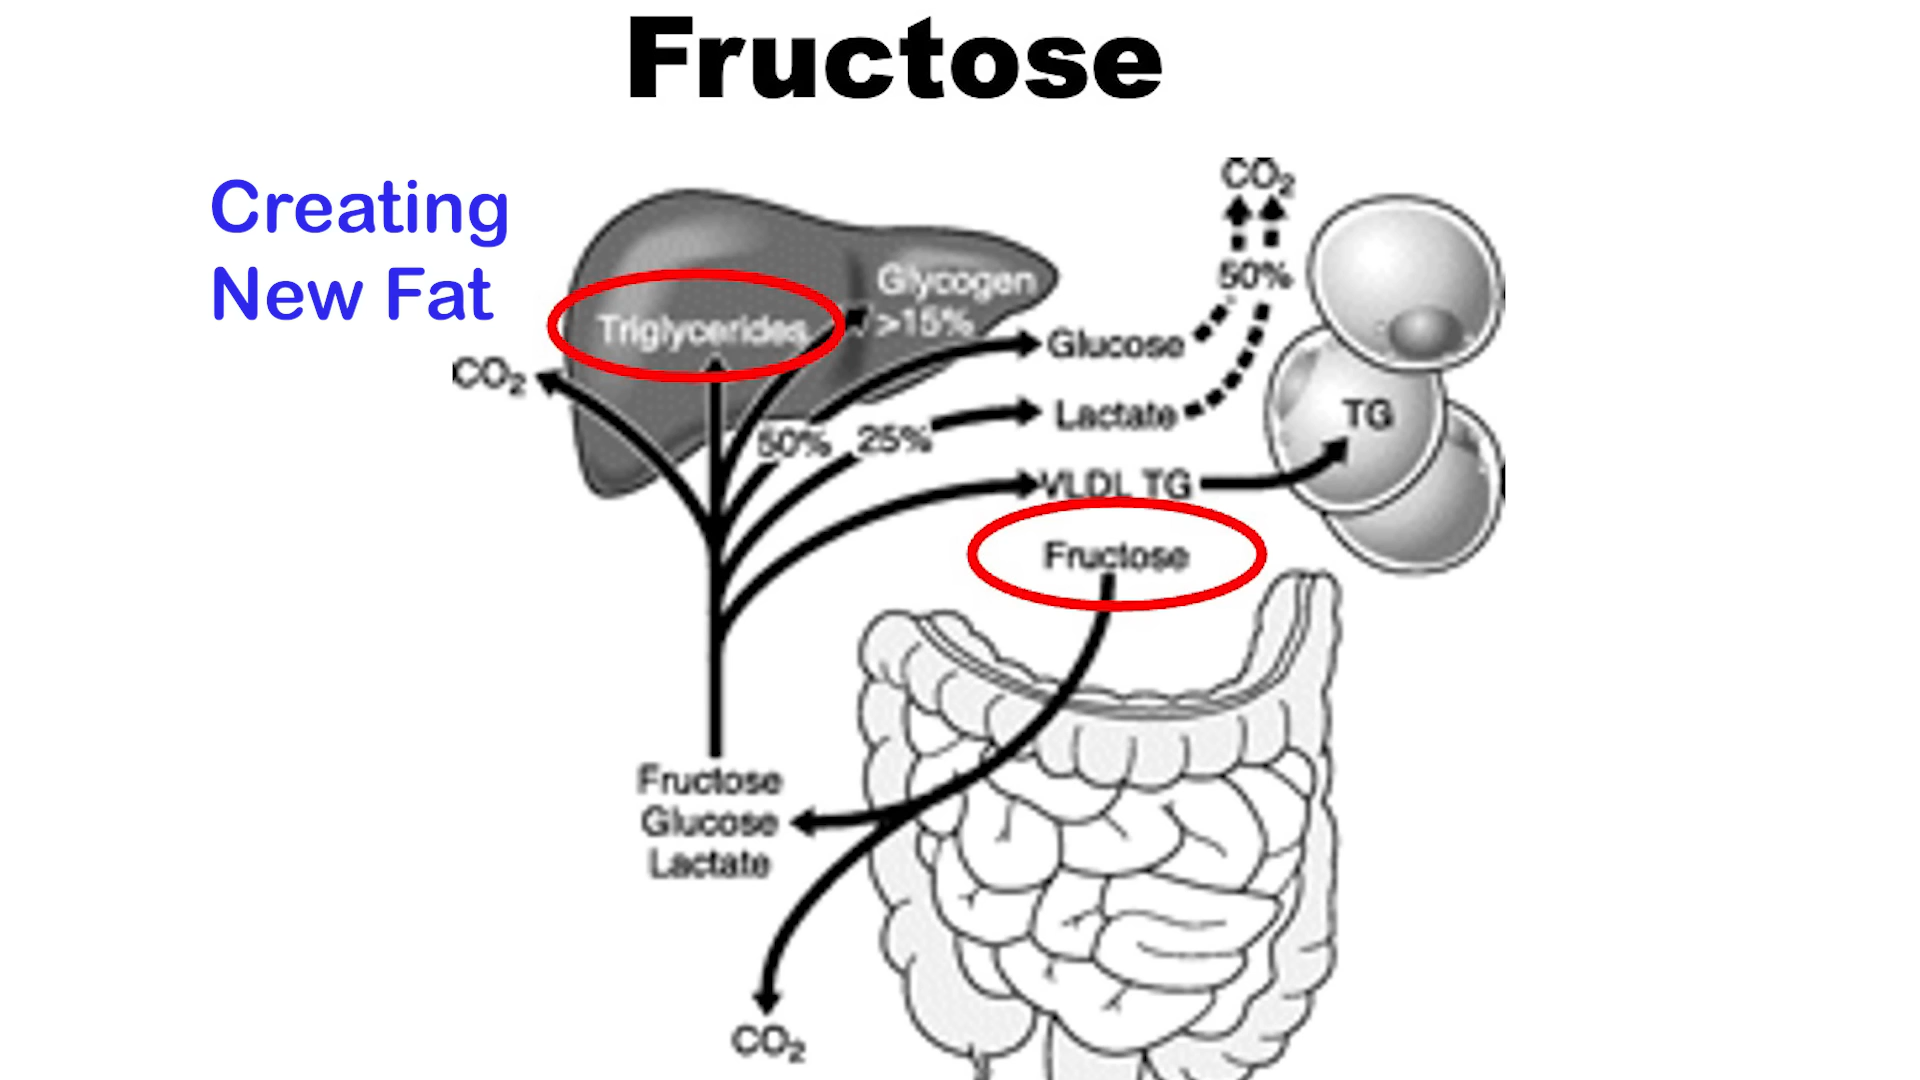 Fructose
Creating
New Fat
CO₂
50%
Glycogen
>15%
Triglycerides
CO₂
Glucose
Lactate
50% 25%
VLDL TG
TG
Fructose
Fructose
Glucose
Lactate
CO₂